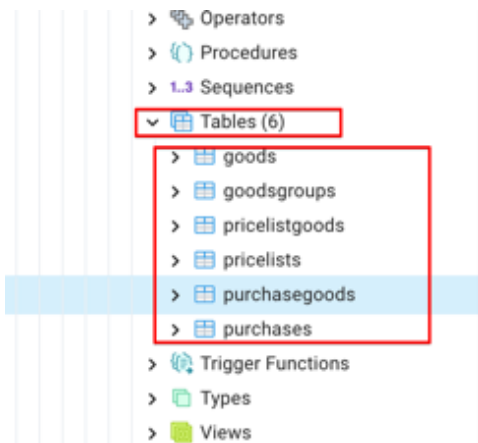 Operators
Procedures
1..3 Sequences
Tables (6)
goods
goodsgroups
pricelistgoods
pricelists
purchasegoods
purchases
Trigger Functions
Types
Views